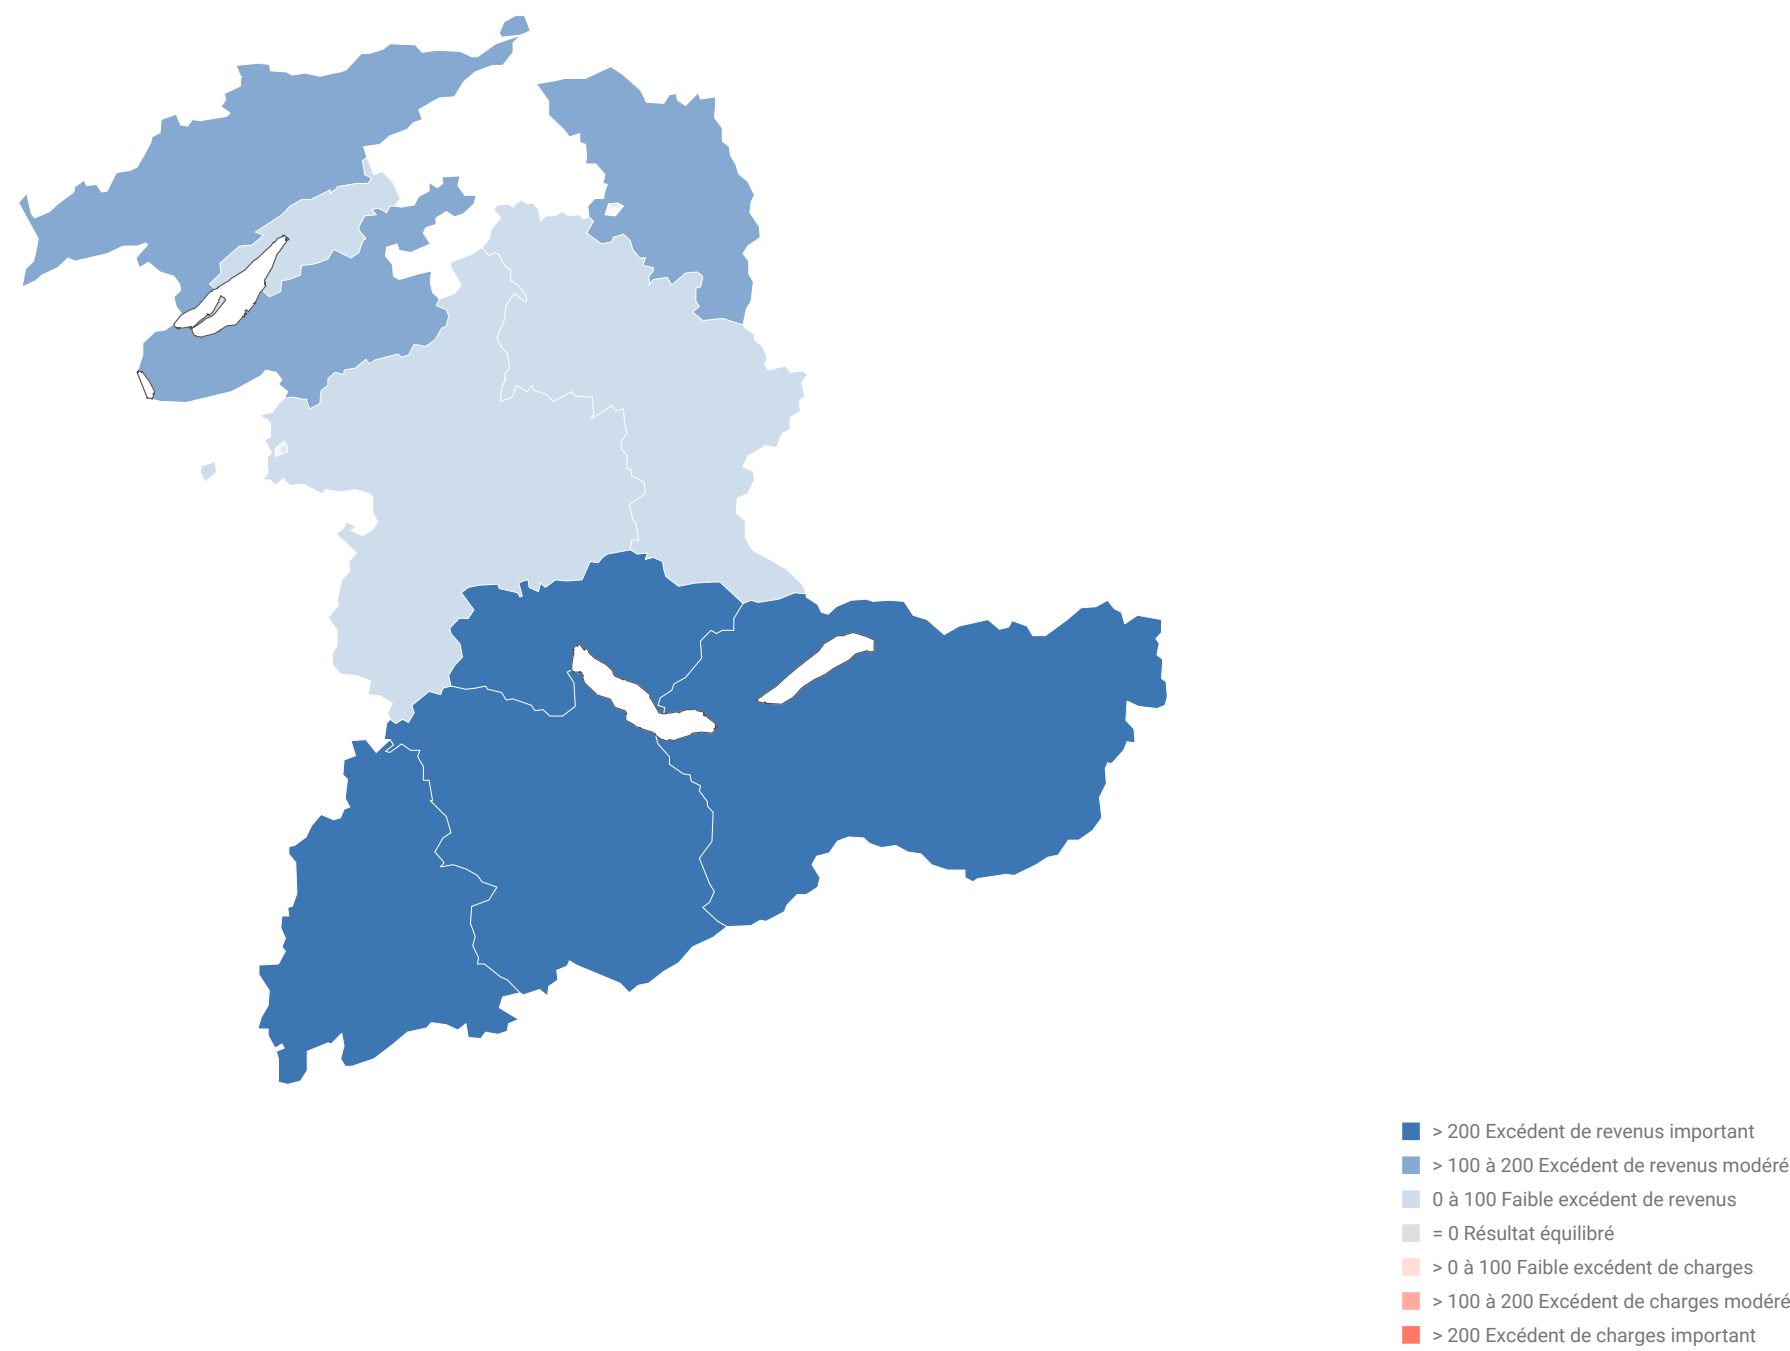 > 200 Excédent de revenus important
> 100 à 200 Excédent de revenus modéré
0 à 100 Faible excédent de revenus
= 0 Résultat équilibré
> 0 à 100 Faible excédent de charges
> 100 à 200 Excédent de charges modéré
> 200 Excédent de charges important